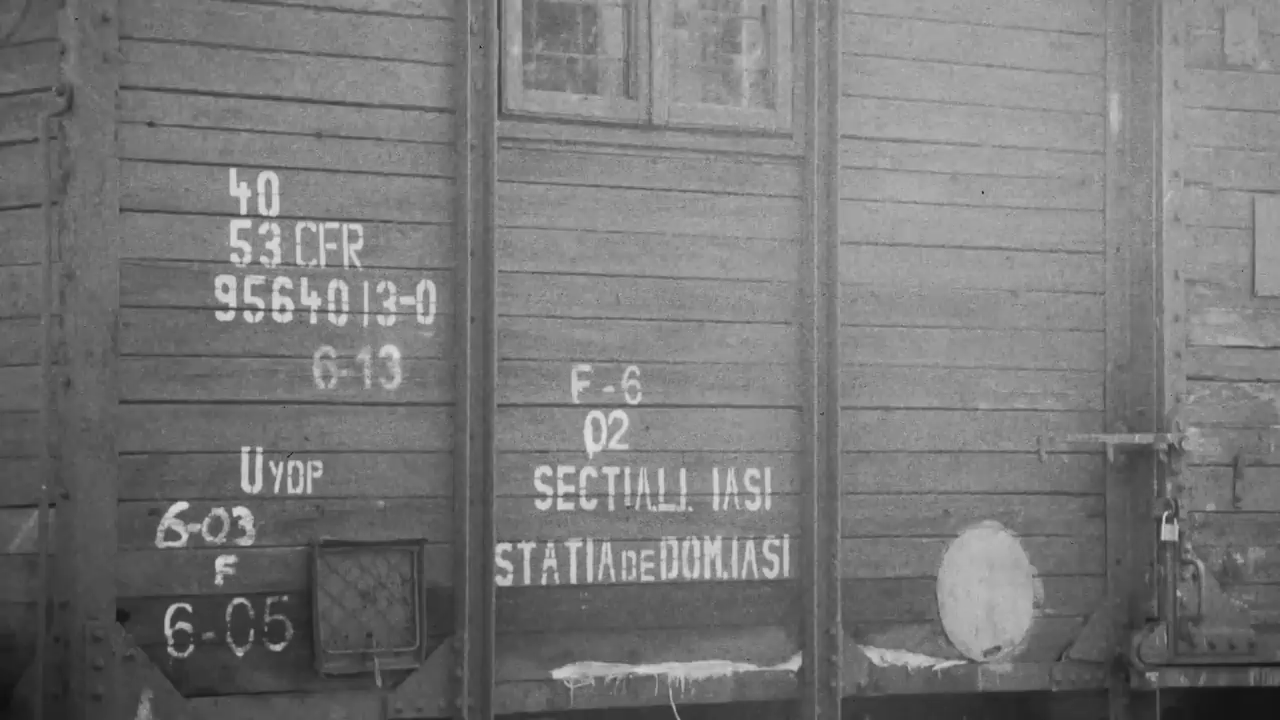 40
53 CFR
9564013-0
6-13
UYDP
6-03
F
6-05
F-6
02
SECTIA L.I. IASI
STATIA DE DOM.IASI